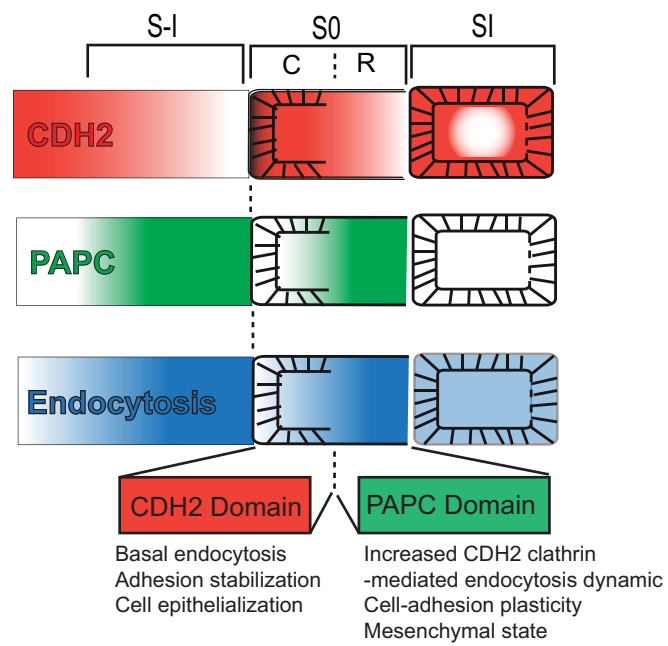 S-I S0 SI
C R
CDH2
PAPC
Endocytosis
CDH2 Domain
Basal endocytosis
Adhesion stabilization
Cell epithelialization
PAPC Domain
Increased CDH2 clathrin
-mediated endocytosis dynamic
Cell-adhesion plasticity
Mesenchymal state